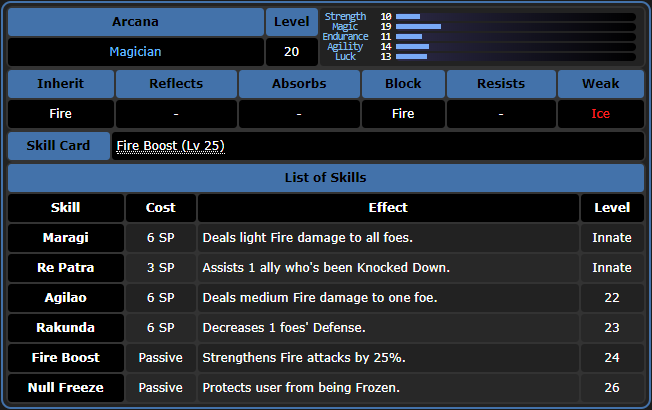 Arcana Level
Magician 20
Strength 10
Magic 19
Endurance 11
Agility 14
Luck 13
Inherit Reflects Absorbs Block Resists Weak
Fire - - Fire - Ice
Skill Card Fire Boost (Lv 25)
List of Skills
Skill Cost Effect Level
Maragi 6 SP Deals light Fire damage to all foes. Innate
Re Patra 3 SP Assists 1 ally who's been Knocked Down. Innate
Agilao 6 SP Deals medium Fire damage to one foe. 22
Rakunda 6 SP Decreases 1 foes' Defense. 23
Fire Boost Passive Strengthens Fire attacks by 25%. 24
Null Freeze Passive Protects user from being Frozen. 26